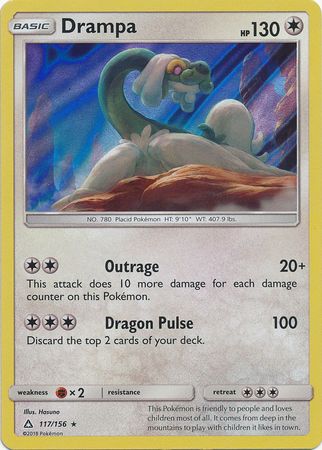 BASIC Drampa HP 130
NO. 780 Placid Pokémon HT: 9'10" WT: 407.9 lbs.
Outrage 20+
This attack does 10 more damage for each damage
counter on this Pokémon.
Dragon Pulse 100
Discard the top 2 cards of your deck.
weakness × 2 resistance retreat
Illus. Hasuno
117/156 ★
©2018 Pokémon
This Pokémon is friendly to people and loves
children most of all. It comes from deep in the
mountains to play with children it likes in town.